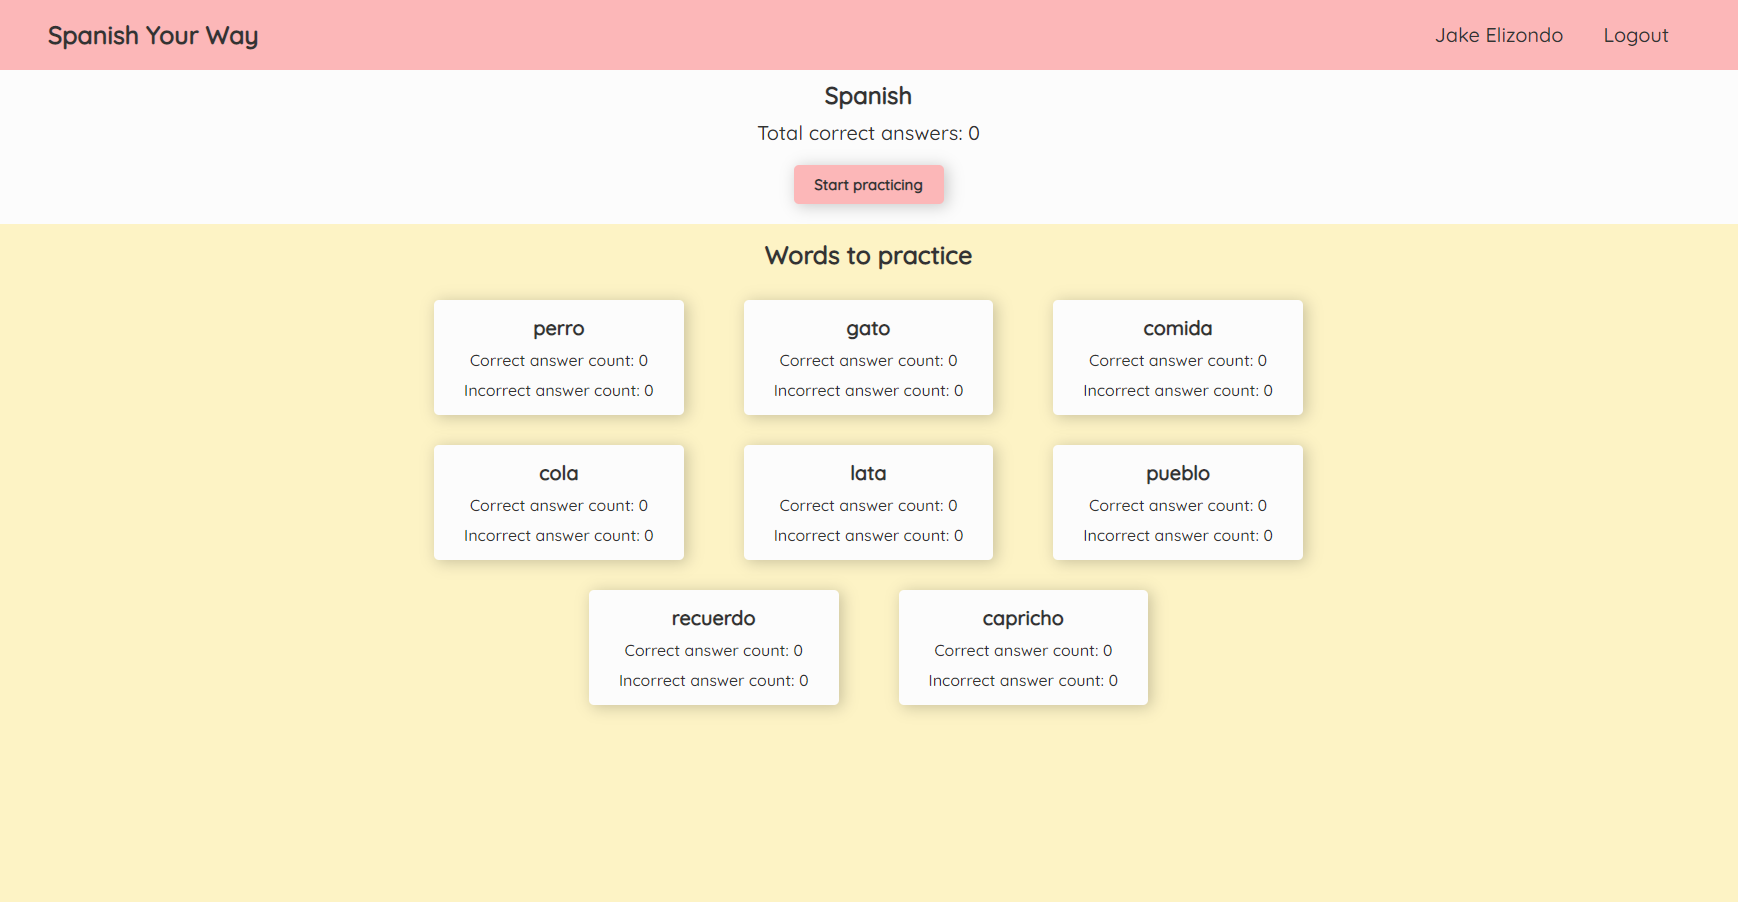 Spanish Your Way
Jake Elizondo
Logout
Spanish
Total correct answers: 0
Start practicing
Words to practice
perro
Correct answer count: 0
Incorrect answer count: 0
gato
Correct answer count: 0
Incorrect answer count: 0
comida
Correct answer count: 0
Incorrect answer count: 0
cola
Correct answer count: 0
Incorrect answer count: 0
lata
Correct answer count: 0
Incorrect answer count: 0
pueblo
Correct answer count: 0
Incorrect answer count: 0
recuerdo
Correct answer count: 0
Incorrect answer count: 0
capricho
Correct answer count: 0
Incorrect answer count: 0